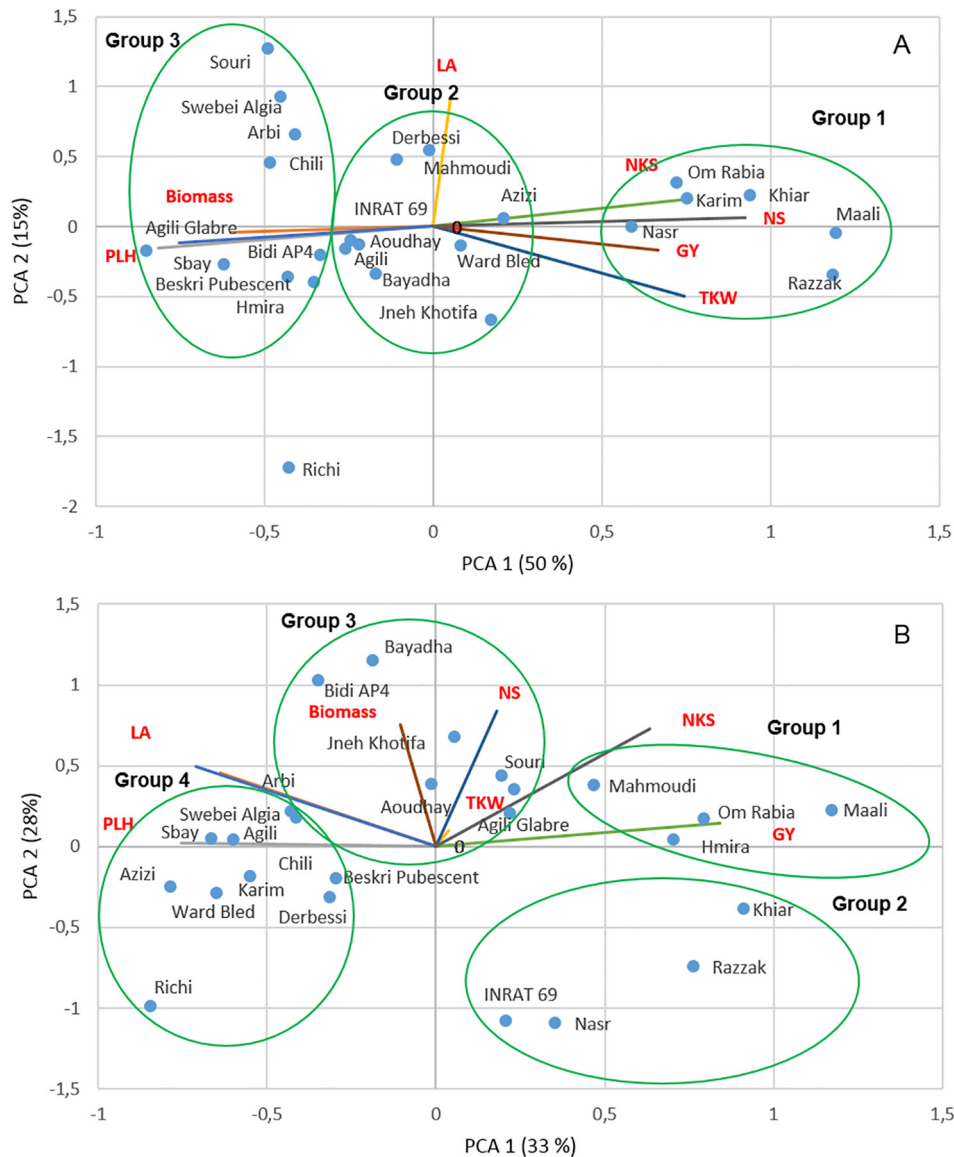 1,5
Group 3
A
Souri
LA
1
Group 2
Swebei Algia
Group 1
Arbi
Derbessi
0,5
Chili
Mahmoudi
NKS
Om Rabia
Biomass
Azizi
Karim
Khiar
INRAT 69
NS
Maali
0
0
Agili Glabre
Aoudhay
Nasr
PLH
Bidi AP4
Agili
Ward Bled
GY
Sbay
Beskri Pubescent
Bayadha
Razzak
-0,5
Hmira
Jneh Khotifa
TKW
-1
-1,5
Richi
-2
-1
-0,5
0
0,5
1
1,5
PCA 2 (15%)
PCA 1 (50 %)
1,5
Group 3
B
Bayadha
1
Bidi AP4
NS
Biomass
NKS
LA
Jneh Khotifa
Group 1
0,5
Group 4
Arbi
Souri
Mahmoudi
Aoudhay
TKW
Swebei Algia
Om Rabia
Maali
PLH
Sbay
Agili
Agili Glabre
GY
0
0
Hmira
Chili
Azizi
Karim
Beskri Pubescent
Ward Bled
Derbessi
Group 2
Khiar
-0,5
Razzak
Richi
INRAT 69
-1
Nasr
-1,5
-1
-0,5
0
0,5
1
1,5
PCA 2 (28%)
PCA 1 (33 %)